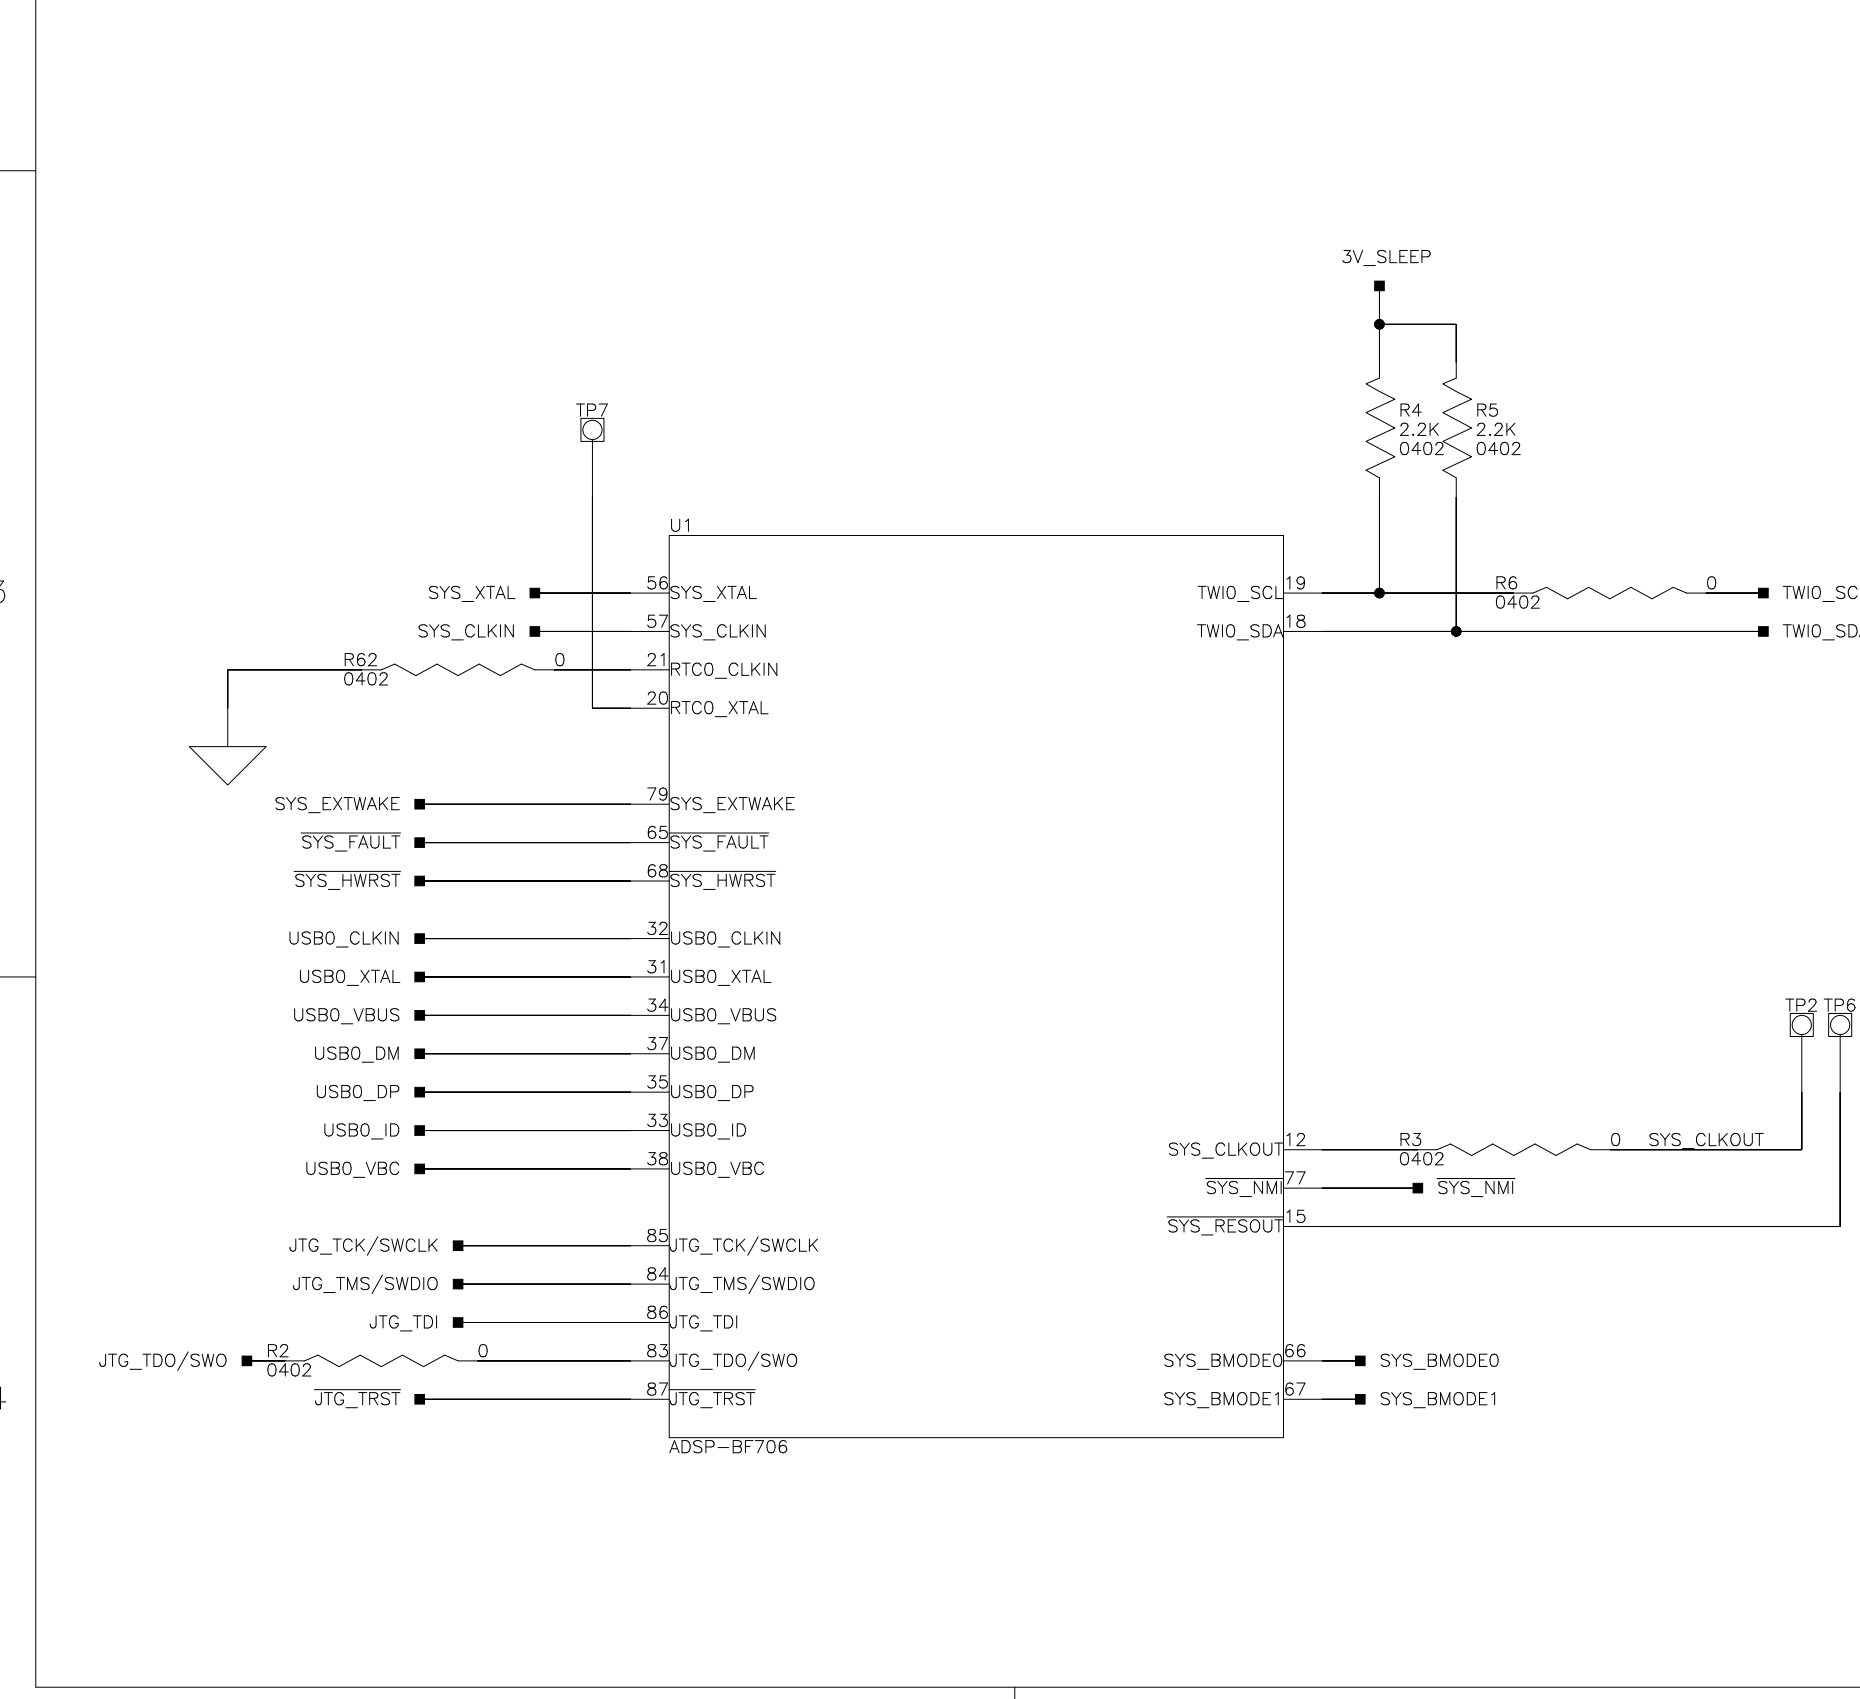 3V_SLEEP
TP7
R4
2.2K
0402
R5
2.2K
0402
U1
3
SYS_XTAL
56
SYS_XTAL
TWI0_SCL
19
R6
0402
0
SYS_CLKIN
57
SYS_CLKIN
TWI0_SDA
18
R62
0402
0
21
RTC0_CLKIN
20
RTC0_XTAL
SYS_EXTWAKE
79
SYS_EXTWAKE
SYS_FAULT
65
SYS_FAULT
SYS_HWRST
68
SYS_HWRST
USB0_CLKIN
32
USB0_CLKIN
USB0_XTAL
31
USB0_XTAL
USB0_VBUS
34
USB0_VBUS
TP2
TP6
USB0_DM
37
USB0_DM
USB0_DP
35
USB0_DP
USB0_ID
33
USB0_ID
SYS_CLKOUT
12
R3
0402
0
SYS_CLKOUT
USB0_VBC
38
USB0_VBC
SYS_NMI
77
SYS_NMI
SYS_RESOUT
15
JTG_TCK/SWCLK
85
JTG_TCK/SWCLK
JTG_TMS/SWDIO
84
JTG_TMS/SWDIO
JTG_TDI
86
JTG_TDI
JTG_TDO/SWO
R2
0402
0
83
JTG_TDO/SWO
SYS_BMODE0
66
SYS_BMODE0
JTG_TRST
87
JTG_TRST
SYS_BMODE1
67
SYS_BMODE1
ADSP-BF706